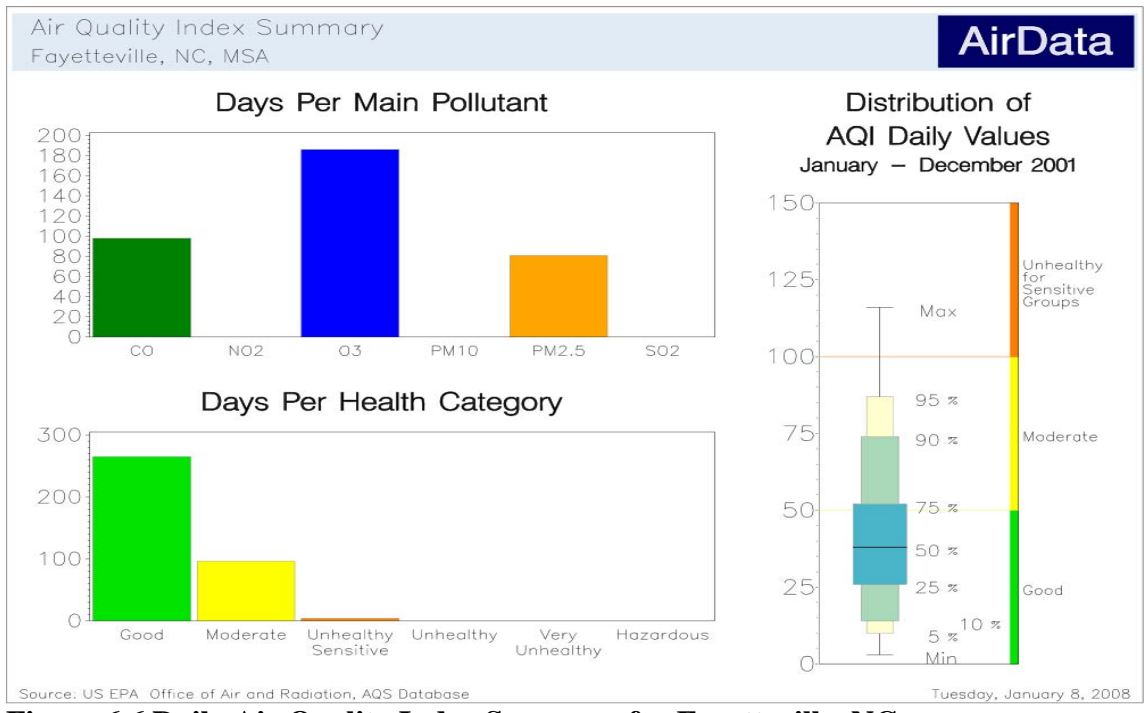 Air Quality Index Summary
Fayetteville, NC, MSA
AirData
Days Per Main Pollutant
200
180
160
140
120
100
80
60
40
20
0
CO NO2 O3 PM10 PM2.5 SO2
Days Per Health Category
300
200
100
0
Good Moderate Unhealthy Unhealthy Very Hazardous
Sensitive Unhealthy
Distribution of
AQI Daily Values
January – December 2001
150
125
100
75
50
25
0
Max
95 %
90 %
75 %
50 %
25 %
10 %
5 %
Min
Unhealthy
for
Sensitive
Groups
Moderate
Good
Source: US EPA Office of Air and Radiation, AQS Database
Tuesday, January 8, 2008